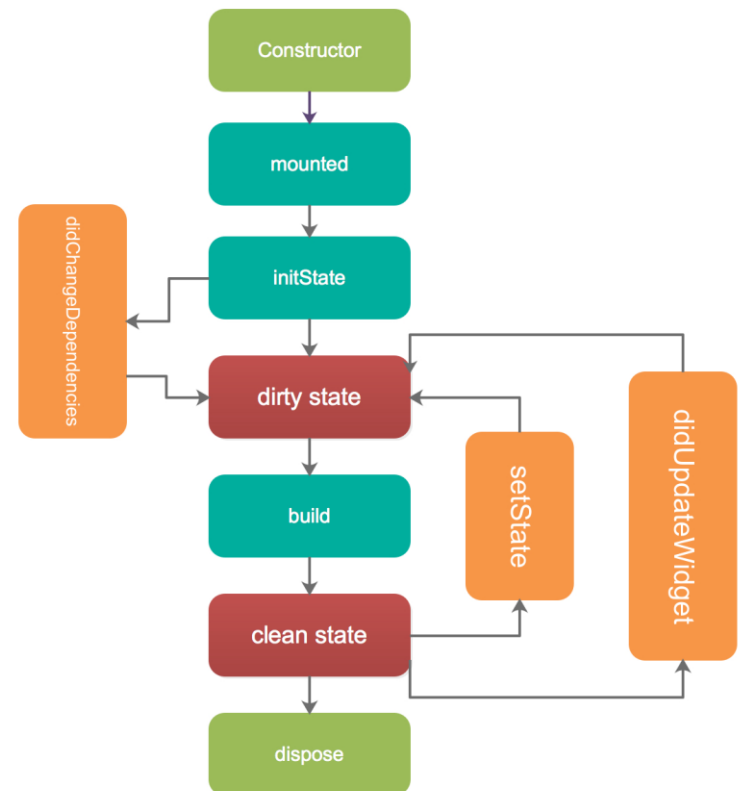 Constructor
mounted
didChangeDependencies
initState
dirty state
didUpdateWidget
setState
build
clean state
dispose